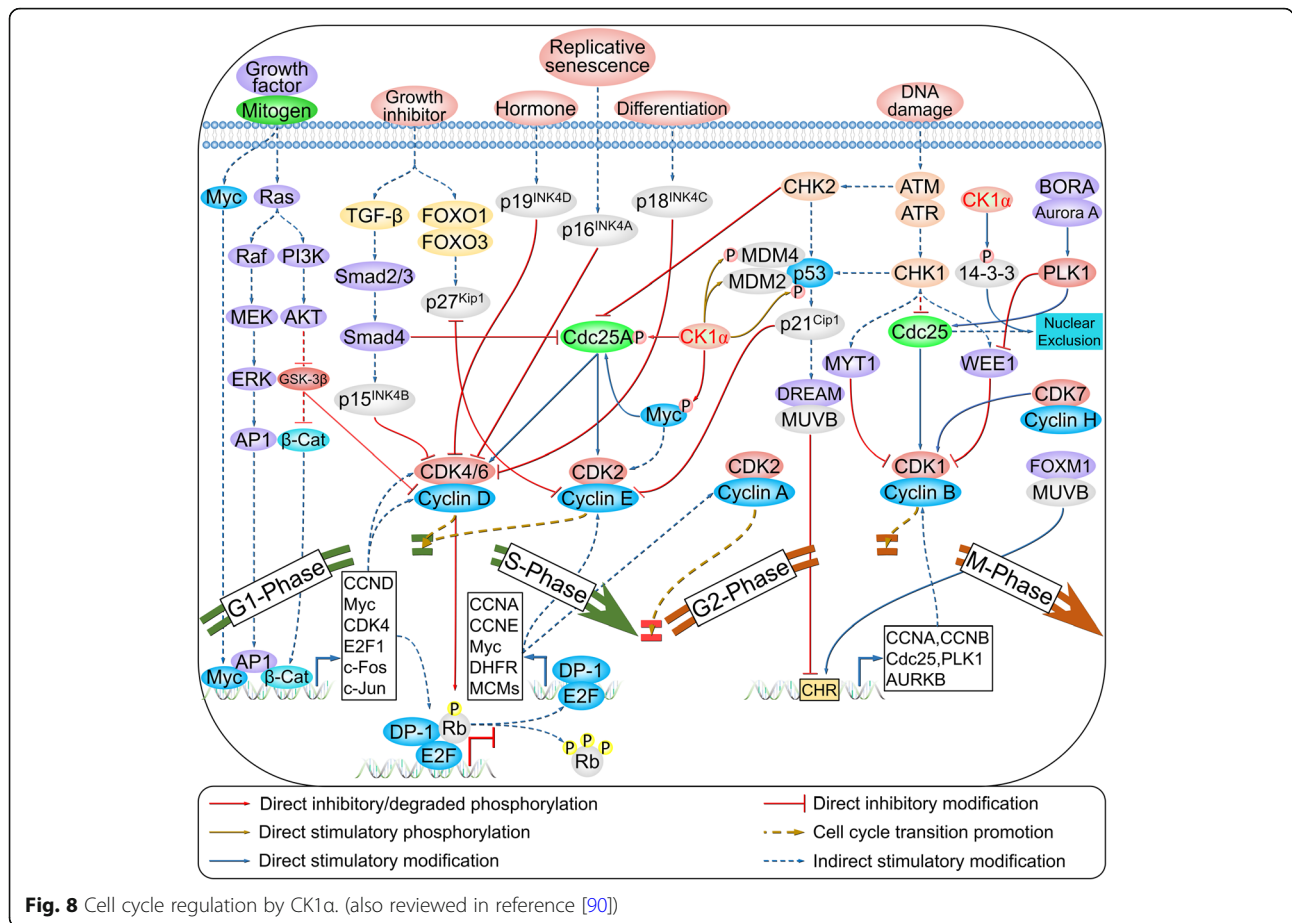 Replicative
senescence
Growth
factor
Mitogen
Growth
inhibitor
Hormone
Differentiation
DNA
damage
Myc
Ras
TGF-β
FOXO1
FOXO3
p19INK4D
p16INK4A
p18INK4C
CHK2
ATM
ATR
CK1α
BORA
Aurora A
Raf
PI3K
Smad2/3
P
MDM4
MDM2
p53
P
CHK1
P
14-3-3
PLK1
MEK
AKT
p27Kip1
Smad4
Cdc25A
P
CK1α
p21Cip1
Cdc25
Nuclear
Exclusion
ERK
GSK-3β
p15INK4B
Myc
P
MYT1
WEE1
DREAM
MUVB
CDK7
Cyclin H
AP1
β-Cat
CDK4/6
Cyclin D
CDK2
Cyclin E
CDK2
Cyclin A
CDK1
Cyclin B
FOXM1
MUVB
G1-Phase
S-Phase
G2-Phase
M-Phase
CCND
Myc
CDK4
E2F1
c-Fos
c-Jun
CCNA
CCNE
Myc
DHFR
MCMs
CCNA,CCNB
Cdc25,PLK1
AURKB
Myc
AP1
β-Cat
DP-1
E2F
CHR
P
DP-1
Rb
E2F
P P P
Rb
Direct inhibitory/degraded phosphorylation
Direct stimulatory phosphorylation
Direct stimulatory modification
Direct inhibitory modification
Cell cycle transition promotion
Indirect stimulatory modification
Fig. 8 Cell cycle regulation by CK1α. (also reviewed in reference [90])